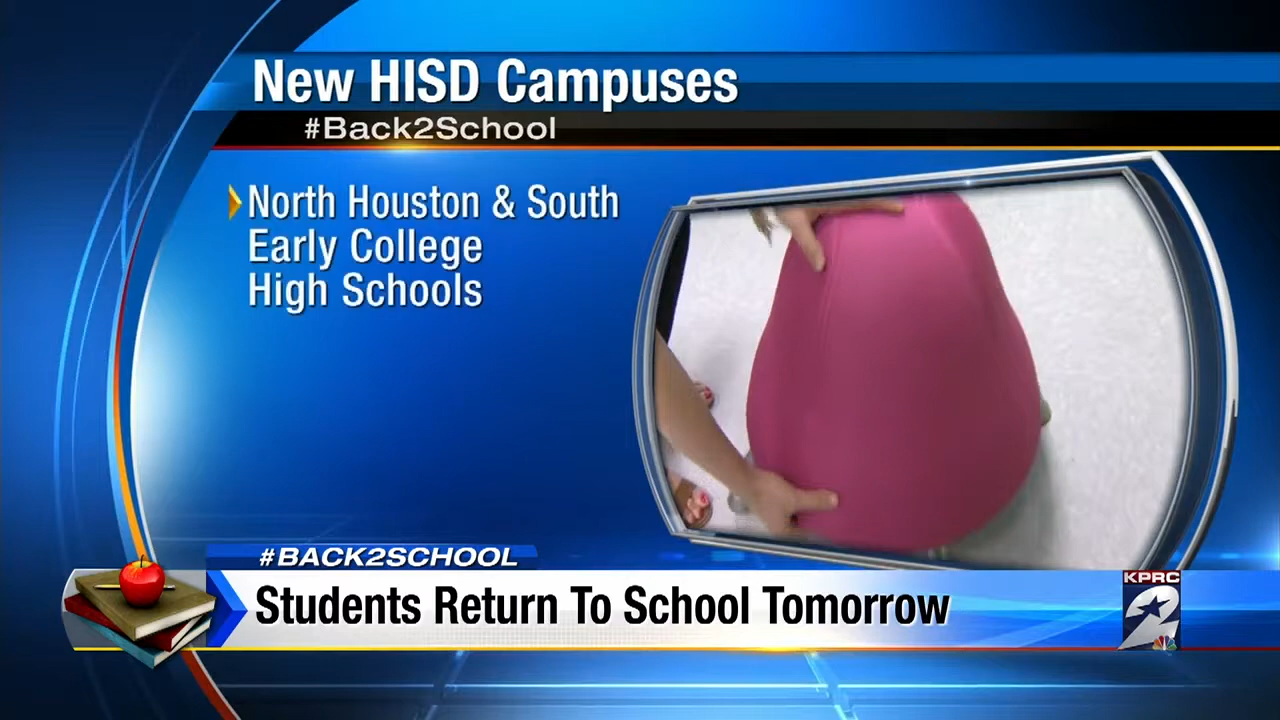 New HISD Campuses
#Back2School
North Houston & South
Early College
High Schools
#BACK2SCHOOL
Students Return To School Tomorrow
KPRC
2